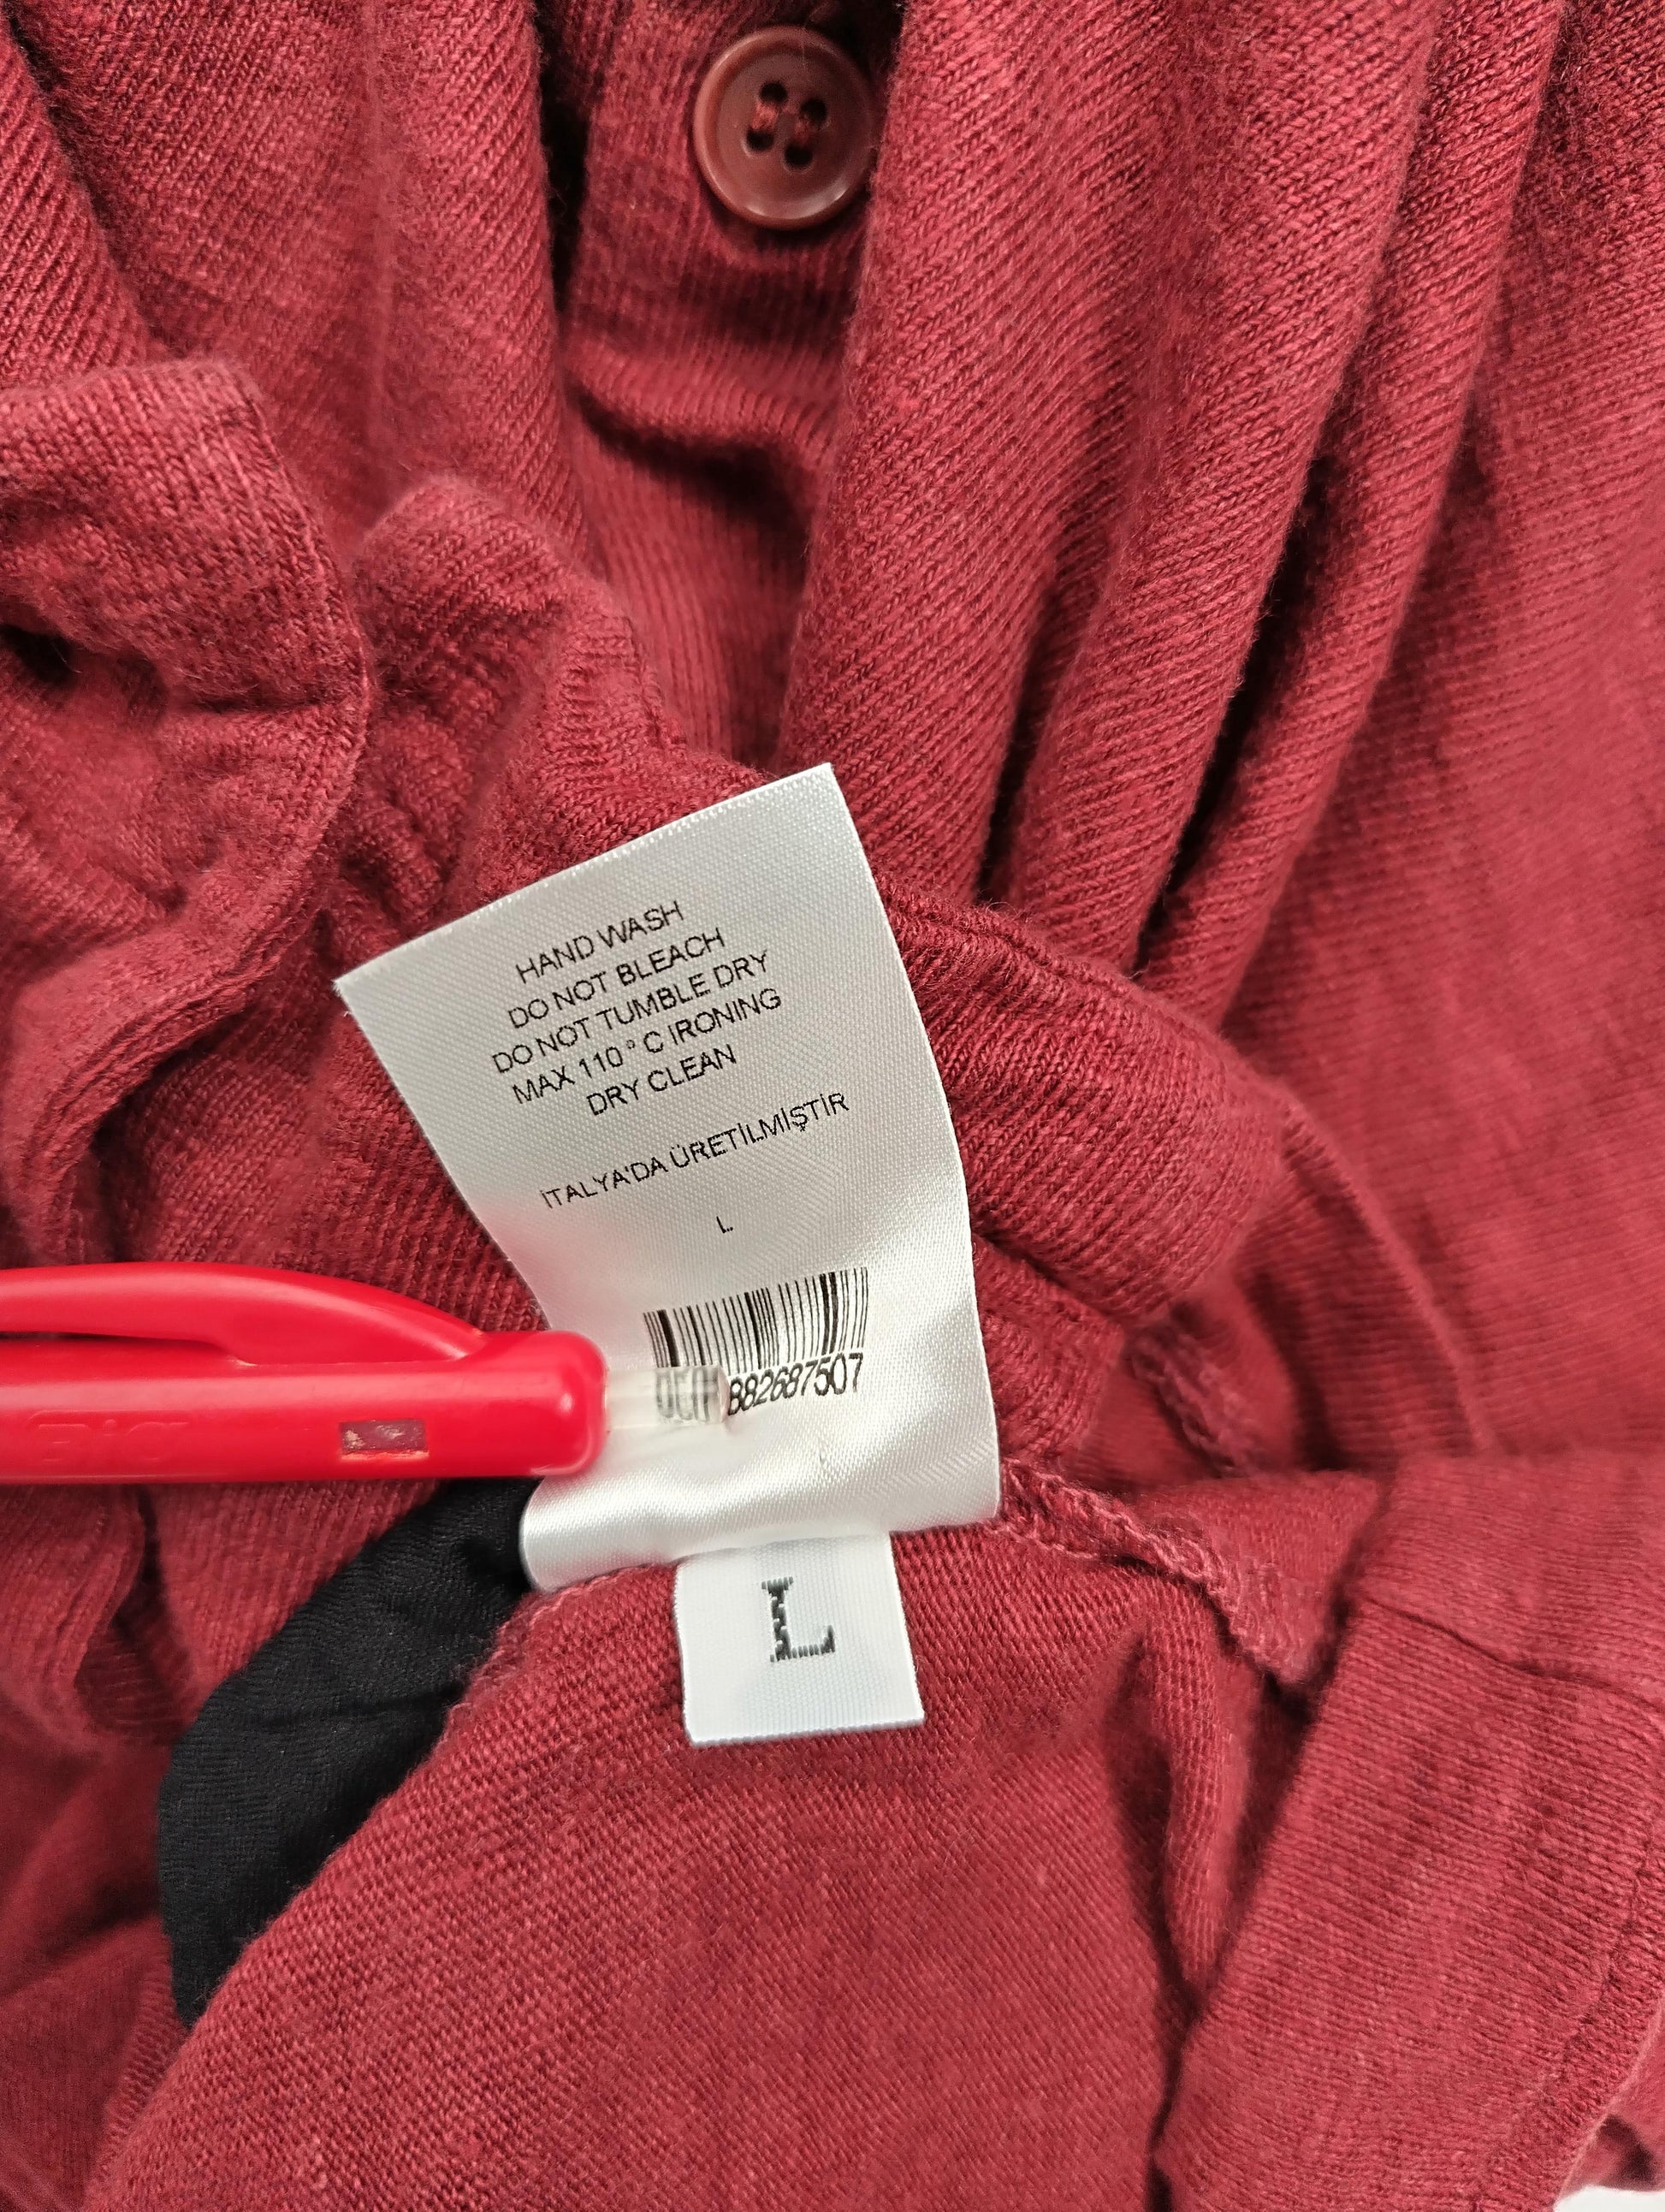 HAND WASH
DO NOT BLEACH
DO NOT TUMBLE DRY
MAX 110°C IRONING
DRY CLEAN
İTALYA'DA ÜRETİLMİŞTİR
L
882687507
BiC
L